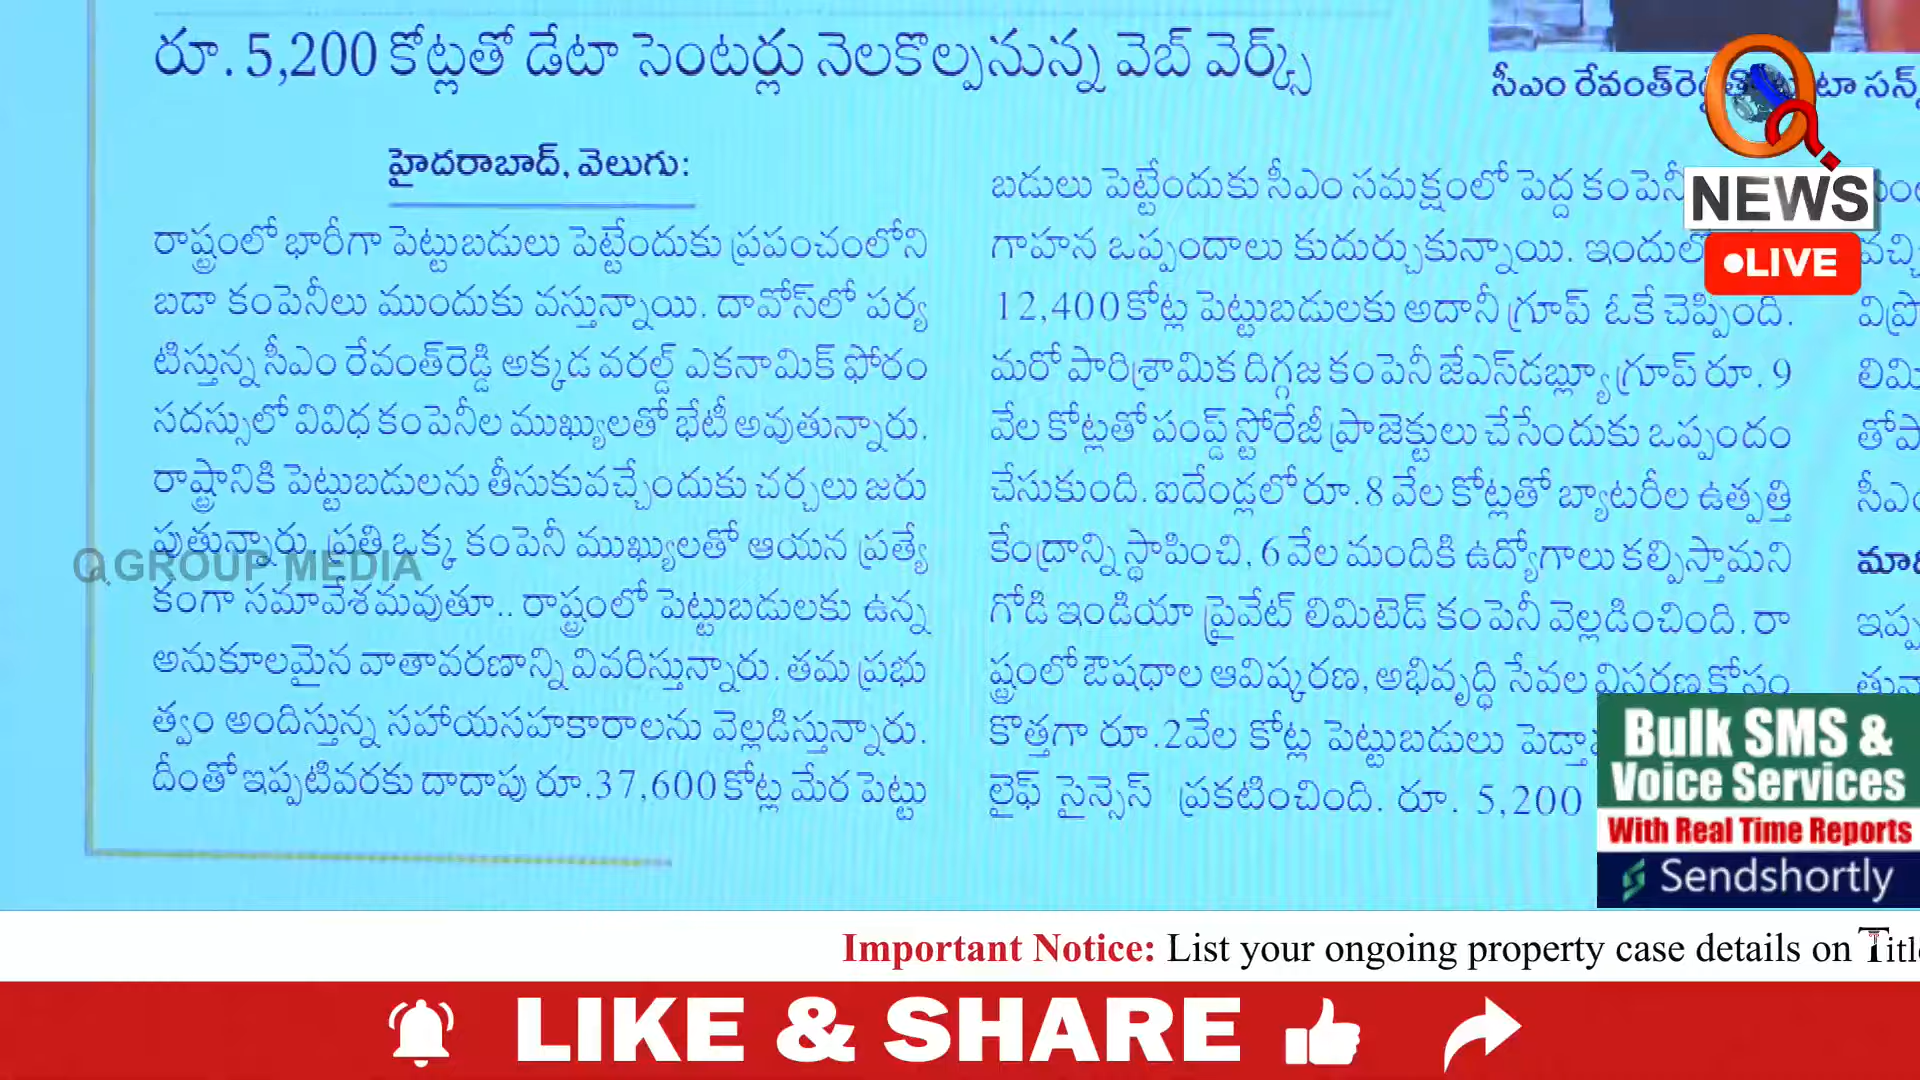 రూ. 5,200 కోట్లతో డేటా సెంటర్లు నెలకొల్పనున్న వెబ్ వెర్క్స్
హైదరాబాద్, వెలుగు:
రాష్ట్రంలో భారీగా పెట్టుబడులు పెట్టేందుకు ప్రపంచంలోని
బడా కంపెనీలు ముందుకు వస్తున్నాయి. దావోస్‌లో పర్య
టిస్తున్న సీఎం రేవంత్‌రెడ్డి అక్కడ వరల్డ్ ఎకనామిక్ ఫోరం
సదస్సులో వివిధ కంపెనీల ముఖ్యులతో భేటీ అవుతున్నారు.
రాష్ట్రానికి పెట్టుబడులను తీసుకువచ్చేందుకు చర్చలు జరు
పుతున్నారు. ప్రతి ఒక్క కంపెనీ ముఖ్యులతో ఆయన ప్రత్యే
కంగా సమావేశమవుతూ.. రాష్ట్రంలో పెట్టుబడులకు ఉన్న
అనుకూలమైన వాతావరణాన్ని వివరిస్తున్నారు. తమ ప్రభు
త్వం అందిస్తున్న సహాయసహకారాలను వెల్లడిస్తున్నారు.
దీంతో ఇప్పటివరకు దాదాపు రూ.37,600 కోట్ల మేర పెట్టు
బడులు పెట్టేందుకు సీఎం సమక్షంలో పెద్ద కంపెనీ
గాహన ఒప్పందాలు కుదుర్చుకున్నాయి. ఇందులో
12,400 కోట్ల పెట్టుబడులకు అదానీ గ్రూప్ ఓకే చెప్పింది.
మరో పారిశ్రామిక దిగ్గజ కంపెనీ జేఎస్‌డబ్ల్యూ గ్రూప్ రూ. 9
వేల కోట్లతో పంప్డ్ స్టోరేజీ ప్రాజెక్టులు చేసేందుకు ఒప్పందం
చేసుకుంది. ఐదేండ్లలో రూ. 8 వేల కోట్లతో బ్యాటరీల ఉత్పత్తి
కేంద్రాన్ని స్థాపించి, 6 వేల మందికి ఉద్యోగాలు కల్పిస్తామని
గోడి ఇండియా ప్రైవేట్ లిమిటెడ్ కంపెనీ వెల్లడించింది. రా
ష్ట్రంలో ఔషధాల ఆవిష్కరణ, అభివృద్ధి సేవల విస్తరణ కోసం
కొత్తగా రూ.2వేల కోట్ల పెట్టుబడులు
లైఫ్ సైన్సెస్ ప్రకటించింది. రూ. 5,200
సీఎం రేవంత్‌రెడ్డి
Q GROUP MEDIA
NEWS
LIVE
Bulk SMS &
Voice Services
With Real Time Reports
Sendshortly
Important Notice: List your ongoing property case details on
LIKE & SHARE